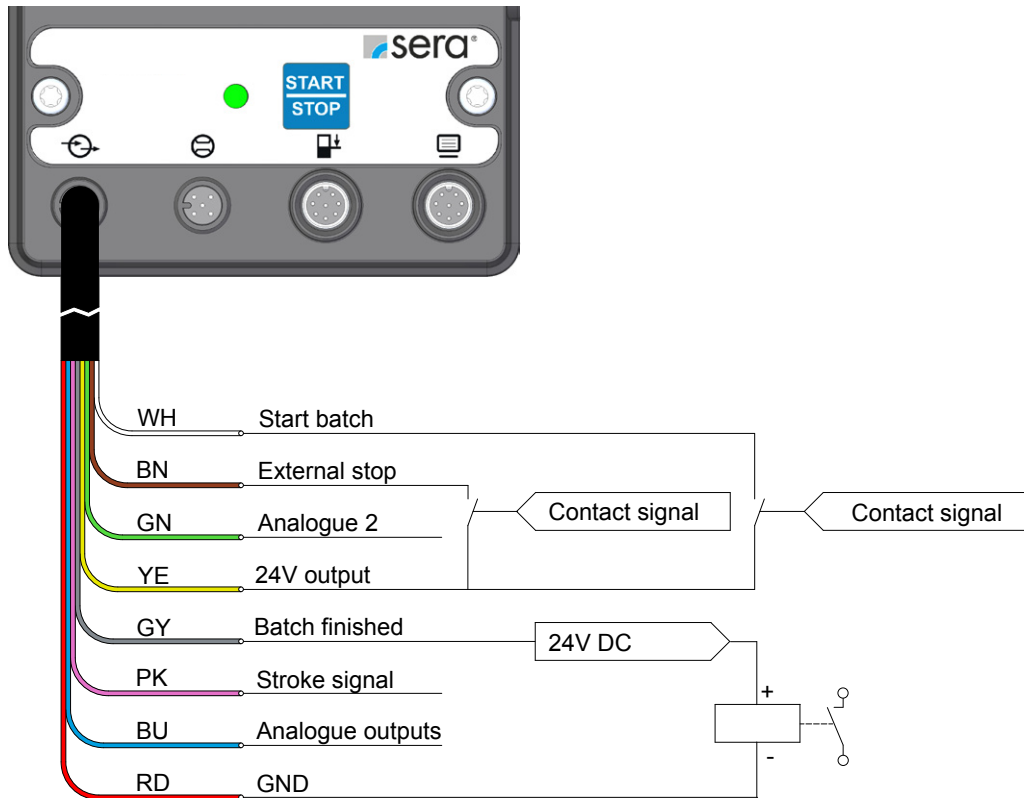 sera®
START
STOP
WH Start batch
BN External stop
GN Analogue 2
Contact signal
Contact signal
YE 24V output
GY Batch finished
24V DC
PK Stroke signal
+
BU Analogue outputs
-
RD GND